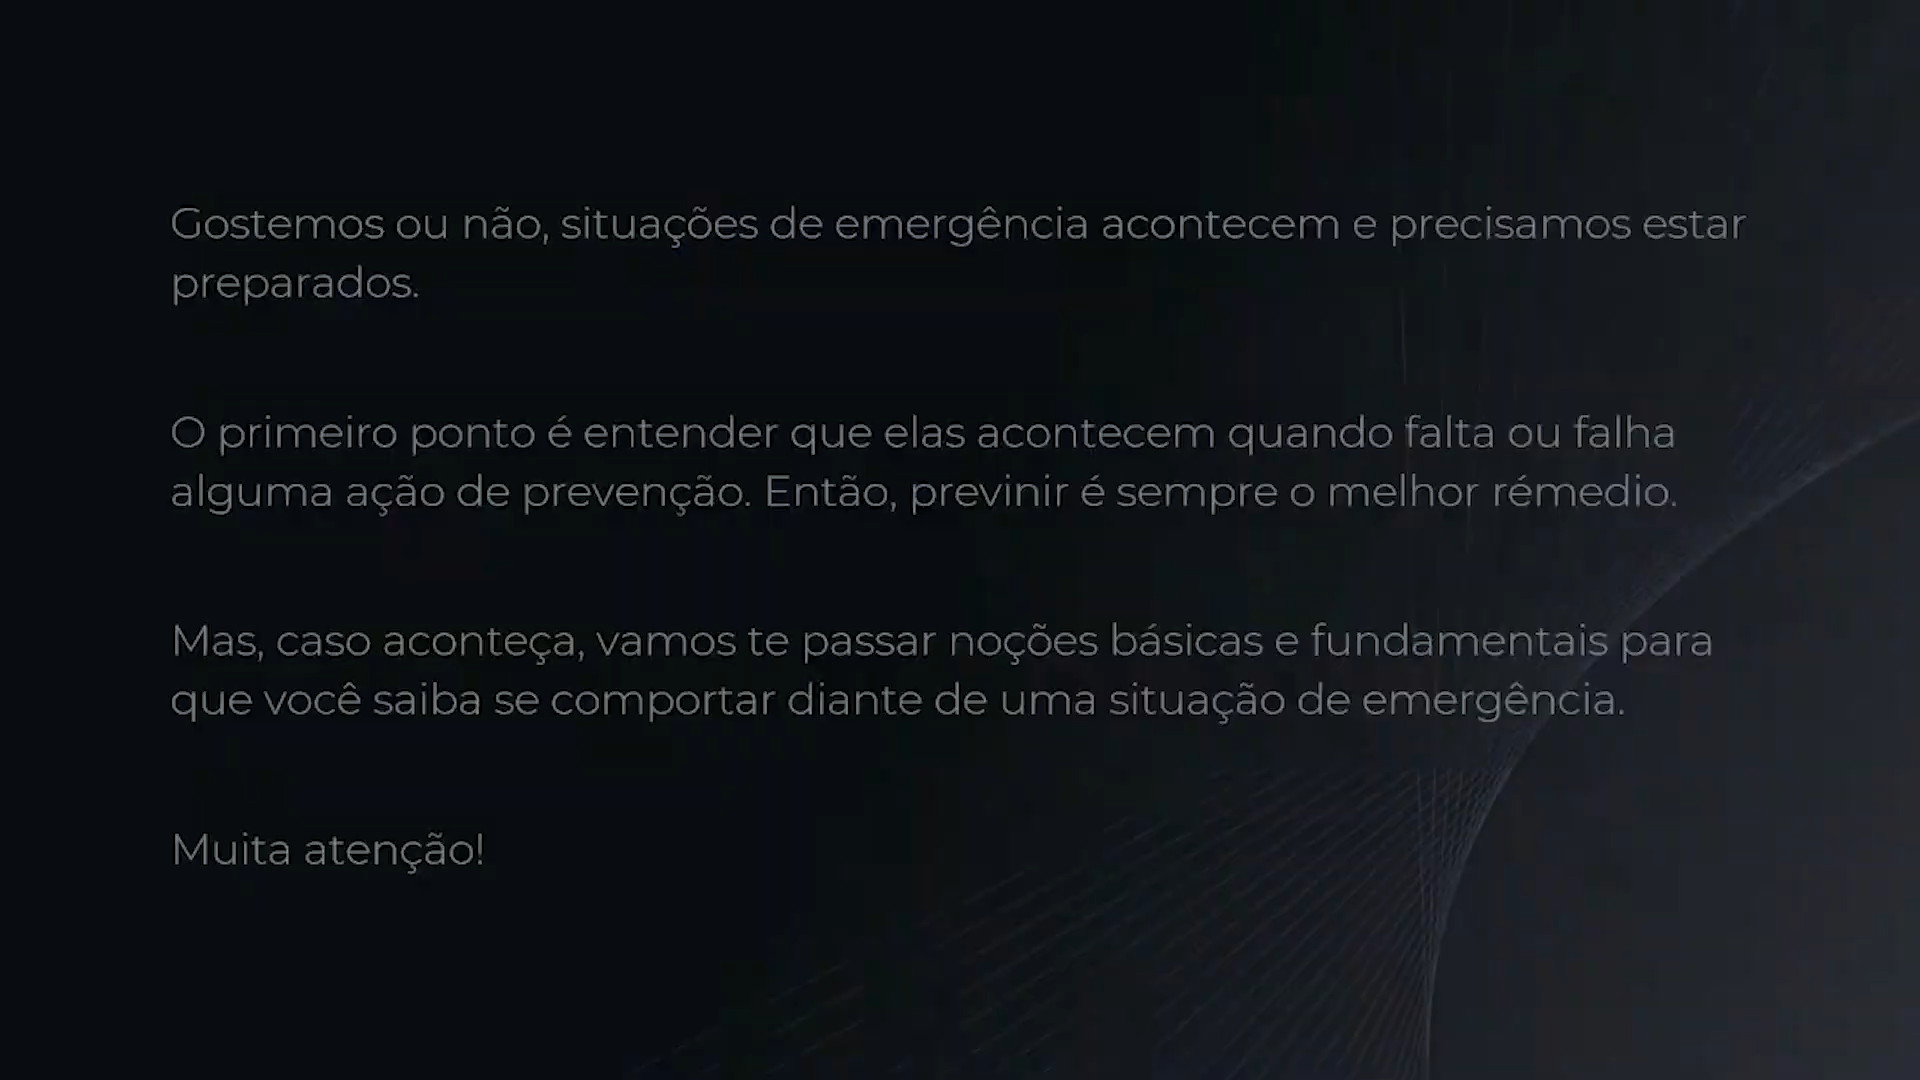 Gostemos ou não, situações de emergência acontecem e precisamos estar
preparados.
O primeiro ponto é entender que elas acontecem quando falta ou falha
alguma ação de prevenção. Então, previnir é sempre o melhor rémedio.
Mas, caso aconteça, vamos te passar noções básicas e fundamentais para
que você saiba se comportar diante de uma situação de emergência.
Muita atenção!